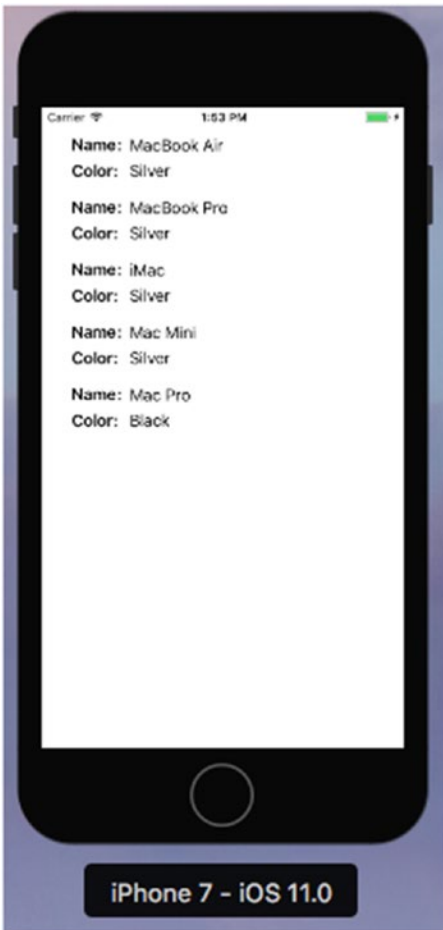 Carrier 1:53 PM
Name: MacBook Air
Color: Silver
Name: MacBook Pro
Color: Silver
Name: iMac
Color: Silver
Name: Mac Mini
Color: Silver
Name: Mac Pro
Color: Black
iPhone 7 - iOS 11.0